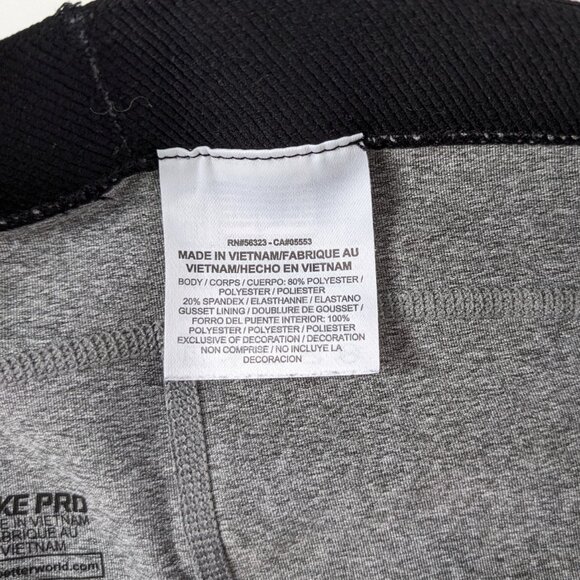 RN#56323 - CA#05553
MADE IN VIETNAM/FABRIQUE AU
VIETNAM/HECHO EN VIETNAM
BODY / CORPS / CUERPO: 80% POLYESTER /
POLYESTER / POLIESTER
20% SPANDEX / ELASTHANNE / ELASTANO
GUSSET LINING / DOUBLURE DE GOUSSET /
FORRO DEL PUENTE INTERIOR: 100%
POLYESTER / POLYESTER / POLIESTER
EXCLUSIVE OF DECORATION / DECORATION
NON COMPRISE / NO INCLUYE LA
DECORACION
KE PRO
E IN VIETNAM
BRIQUE AU
VIETNAM
etterworld.com